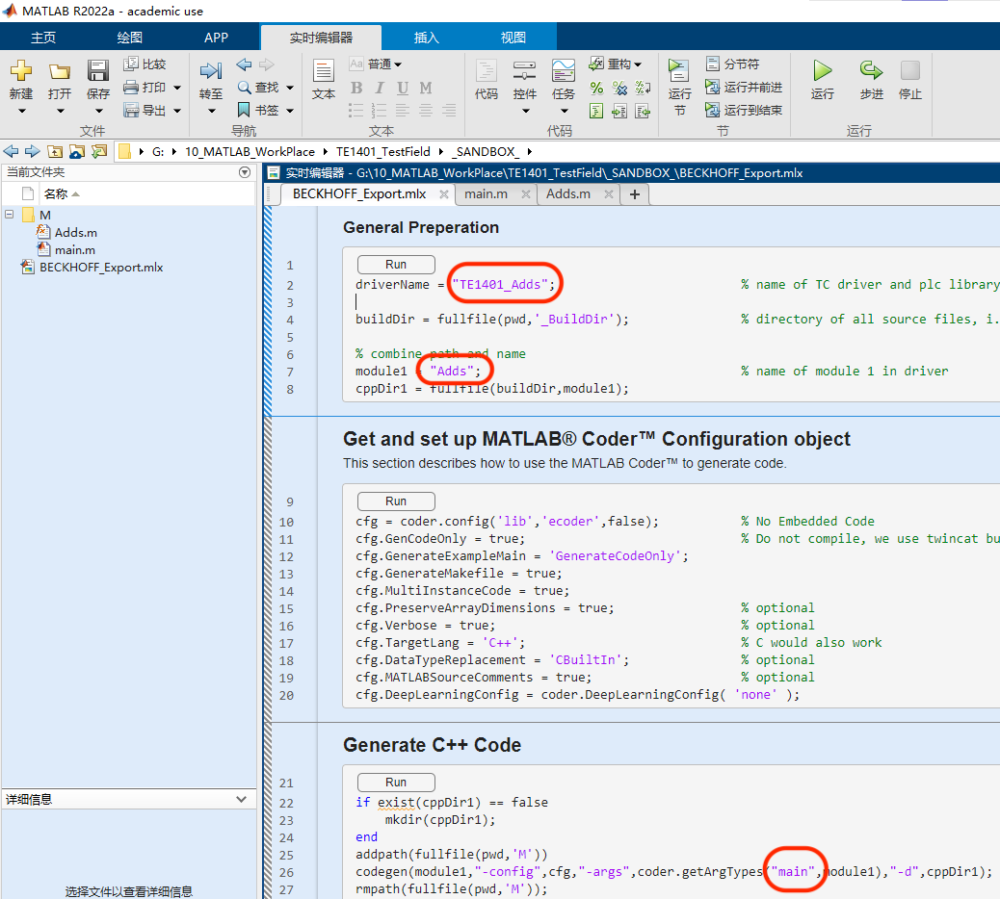 MATLAB R2022a - academic use
主页 绘图 APP 实时编辑器 插入 视图
新建 打开 保存 比较 打印 导出 文件
转至 查找 书签 导航
文本 Aa 普通 B I U M 文本
代码 控件 任务 重构 代码
运行节 分节符 运行并前进 运行到结束 节
运行 步进 停止 运行
G: 10_MATLAB_WorkPlace TE1401_TestField _SANDBOX_
当前文件夹
名称
M
Adds.m
main.m
BECKHOFF_Export.mlx
详细信息
选择文件以查看详细信息
实时编辑器 - G:\10_MATLAB_WorkPlace\TE1401_TestField\_SANDBOX_\BECKHOFF_Export.mlx
BECKHOFF_Export.mlx main.m Adds.m +
General Preperation
1 Run
2 driverName = "TE1401_Adds"; % name of TC driver and plc library
3
4 buildDir = fullfile(pwd,'_BuildDir'); % directory of all source files, i.
5
6 % combine path and name
7 module1 = "Adds"; % name of module 1 in driver
8 cppDir1 = fullfile(buildDir,module1);
Get and set up MATLAB® Coder™ Configuration object
This section describes how to use the MATLAB Coder™ to generate code.
9 Run
10 cfg = coder.config('lib','ecoder',false); % No Embedded Code
11 cfg.GenCodeOnly = true; % Do not compile, we use twincat bu
12 cfg.GenerateExampleMain = 'GenerateCodeOnly';
13 cfg.GenerateMakefile = true;
14 cfg.MultiInstanceCode = true;
15 cfg.PreserveArrayDimensions = true; % optional
16 cfg.Verbose = true; % optional
17 cfg.TargetLang = 'C++'; % C would also work
18 cfg.DataTypeReplacement = 'CBuiltIn'; % optional
19 cfg.MATLABSourceComments = true; % optional
20 cfg.DeepLearningConfig = coder.DeepLearningConfig( 'none' );
Generate C++ Code
21 Run
22 if exist(cppDir1) == false
23 mkdir(cppDir1);
24 end
25 addpath(fullfile(pwd,'M'))
26 codegen(module1,"-config",cfg,"-args",coder.getArgTypes("main",module1),"-d",cppDir1);
27 rmpath(fullfile(pwd,'M'));